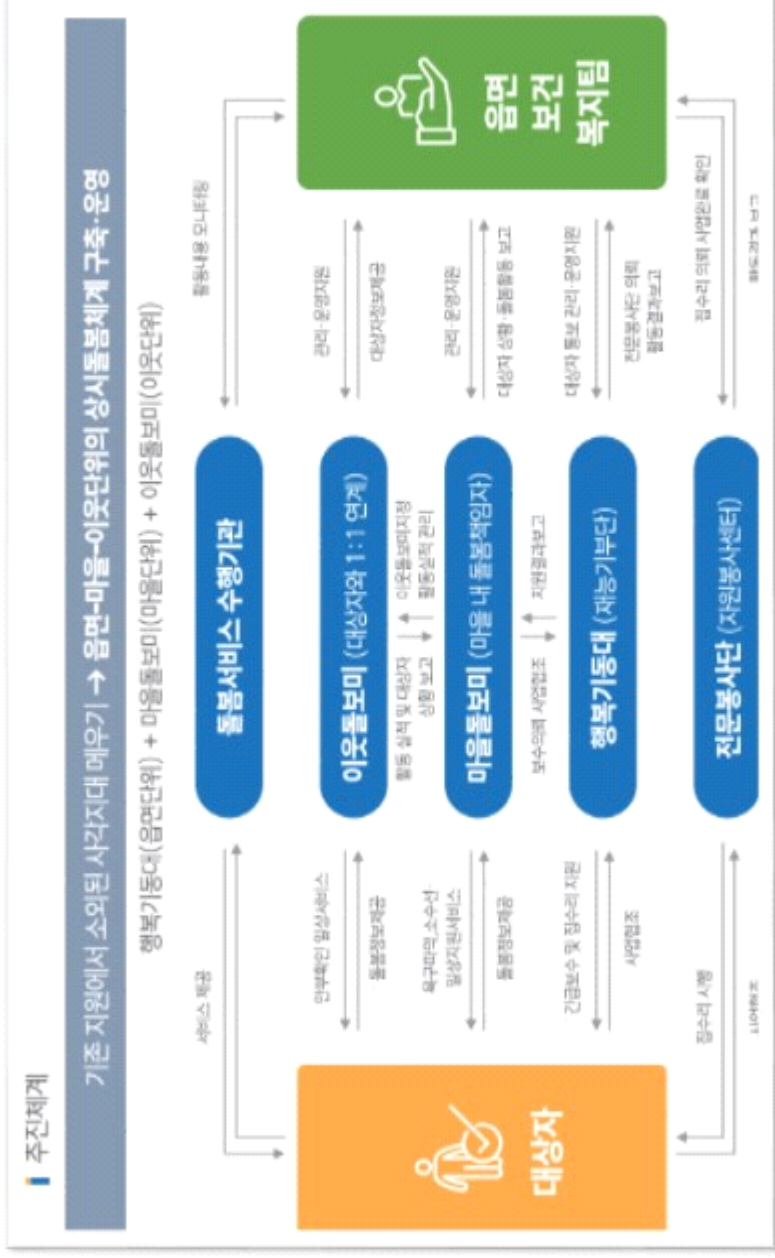 추진체계
기존 지원에서 소외된 사각지대 메우기 → 읍면-마을-이웃단위의 상시돌봄체계 구축·운영
행복기동대(읍면단위) + 마을돌보미(마을단위) + 이웃돌보미(이웃단위)
서비스 제공
돌봄서비스 수행기관
활동내용 모니터링
안부확인 일상서비스
돌봄정보제공
이웃돌보미 (대상자와 1:1 연계)
관리·운영지원
대상자정보제공
활동 실적 및 대상자
상황 보고
이웃돌보미지정
활동실적 관리
대상자
욕구파악, 소수선
일상지원서비스
돌봄정보제공
마을돌보미 (마을 내 돌봄책임자)
관리·운영지원
대상자 상황·돌봄활동 보고
읍면
보건
복지팀
보수의뢰 사업협조
지원결과보고
긴급보수 및 집수리 지원
사업협조
행복기동대 (재능기부단)
대상자 통보 관리·운영지원
전문봉사단 의뢰
활동결과보고
집수리 시행
전문봉사단 (자원봉사센터)
집수리 의뢰 사업완료 확인